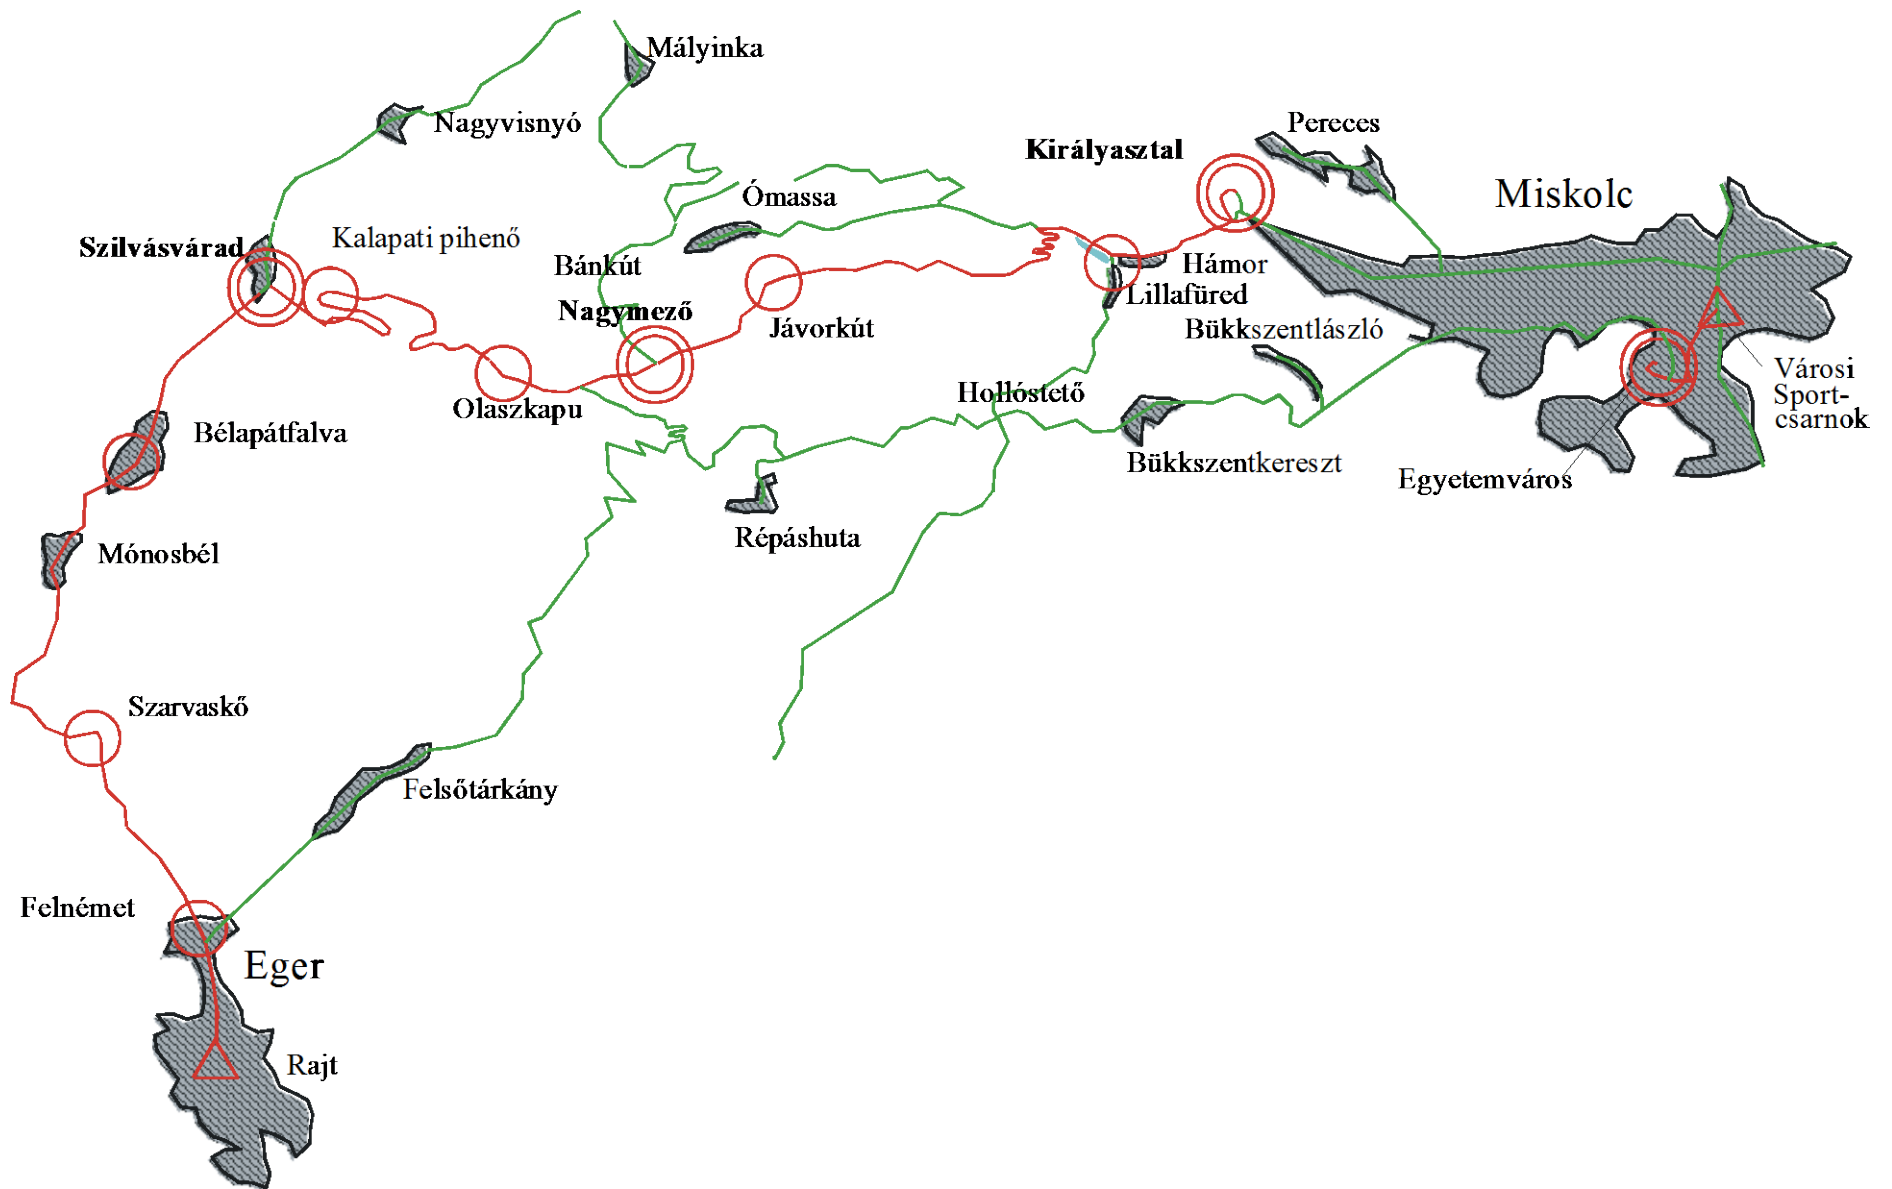 Mályinka
Nagyvisnyó
Pereces
Királyasztal
Miskolc
Ómassa
Kalapati pihenő
Szilvásvárad
Bánkút
Hámor
Lillafüred
Nagymező
Jávorkút
Bükkszentlászló
Városi
Sport-
csarnok
Hollóstető
Olaszkapu
Bélapátfalva
Bükkszentkereszt
Egyetemváros
Répáshuta
Mónosbél
Szarvaskő
Felsőtárkány
Felnémet
Eger
Rajt